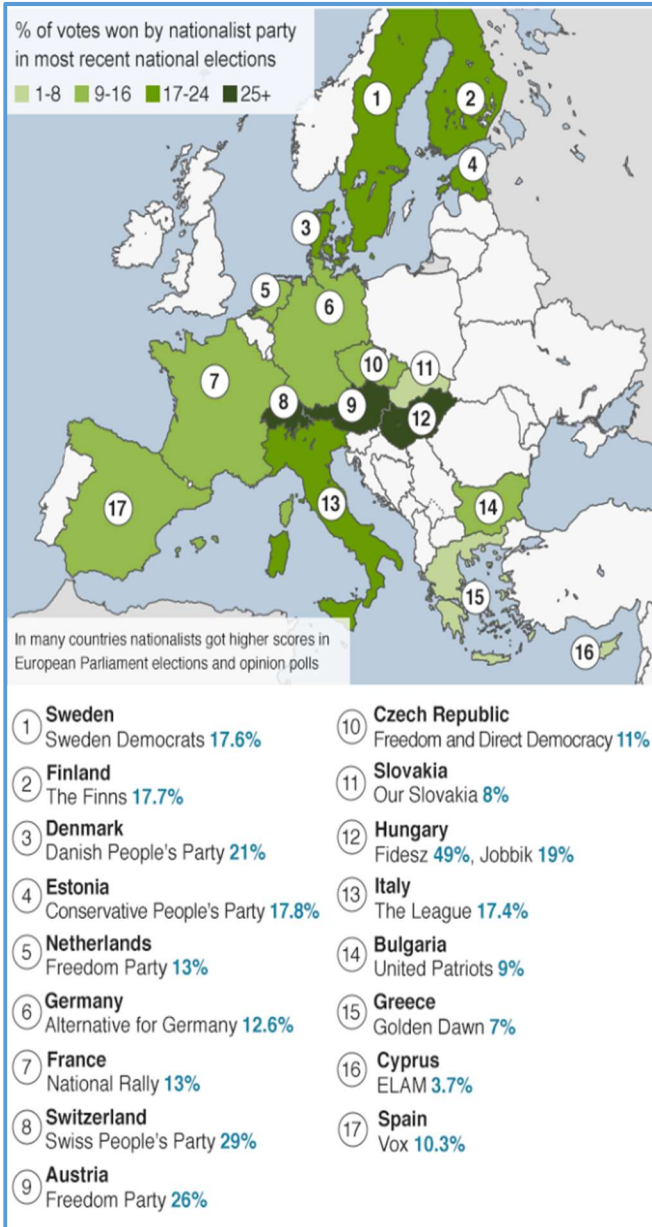 % of votes won by nationalist party
in most recent national elections
1-8 9-16 17-24 25+
1
2
3
4
5
6
7
8
9
10
11
12
13
14
15
16
17
In many countries nationalists got higher scores in
European Parliament elections and opinion polls
1 Sweden
Sweden Democrats 17.6%
2 Finland
The Finns 17.7%
3 Denmark
Danish People's Party 21%
4 Estonia
Conservative People's Party 17.8%
5 Netherlands
Freedom Party 13%
6 Germany
Alternative for Germany 12.6%
7 France
National Rally 13%
8 Switzerland
Swiss People's Party 29%
9 Austria
Freedom Party 26%
10 Czech Republic
Freedom and Direct Democracy 11%
11 Slovakia
Our Slovakia 8%
12 Hungary
Fidesz 49%, Jobbik 19%
13 Italy
The League 17.4%
14 Bulgaria
United Patriots 9%
15 Greece
Golden Dawn 7%
16 Cyprus
ELAM 3.7%
17 Spain
Vox 10.3%